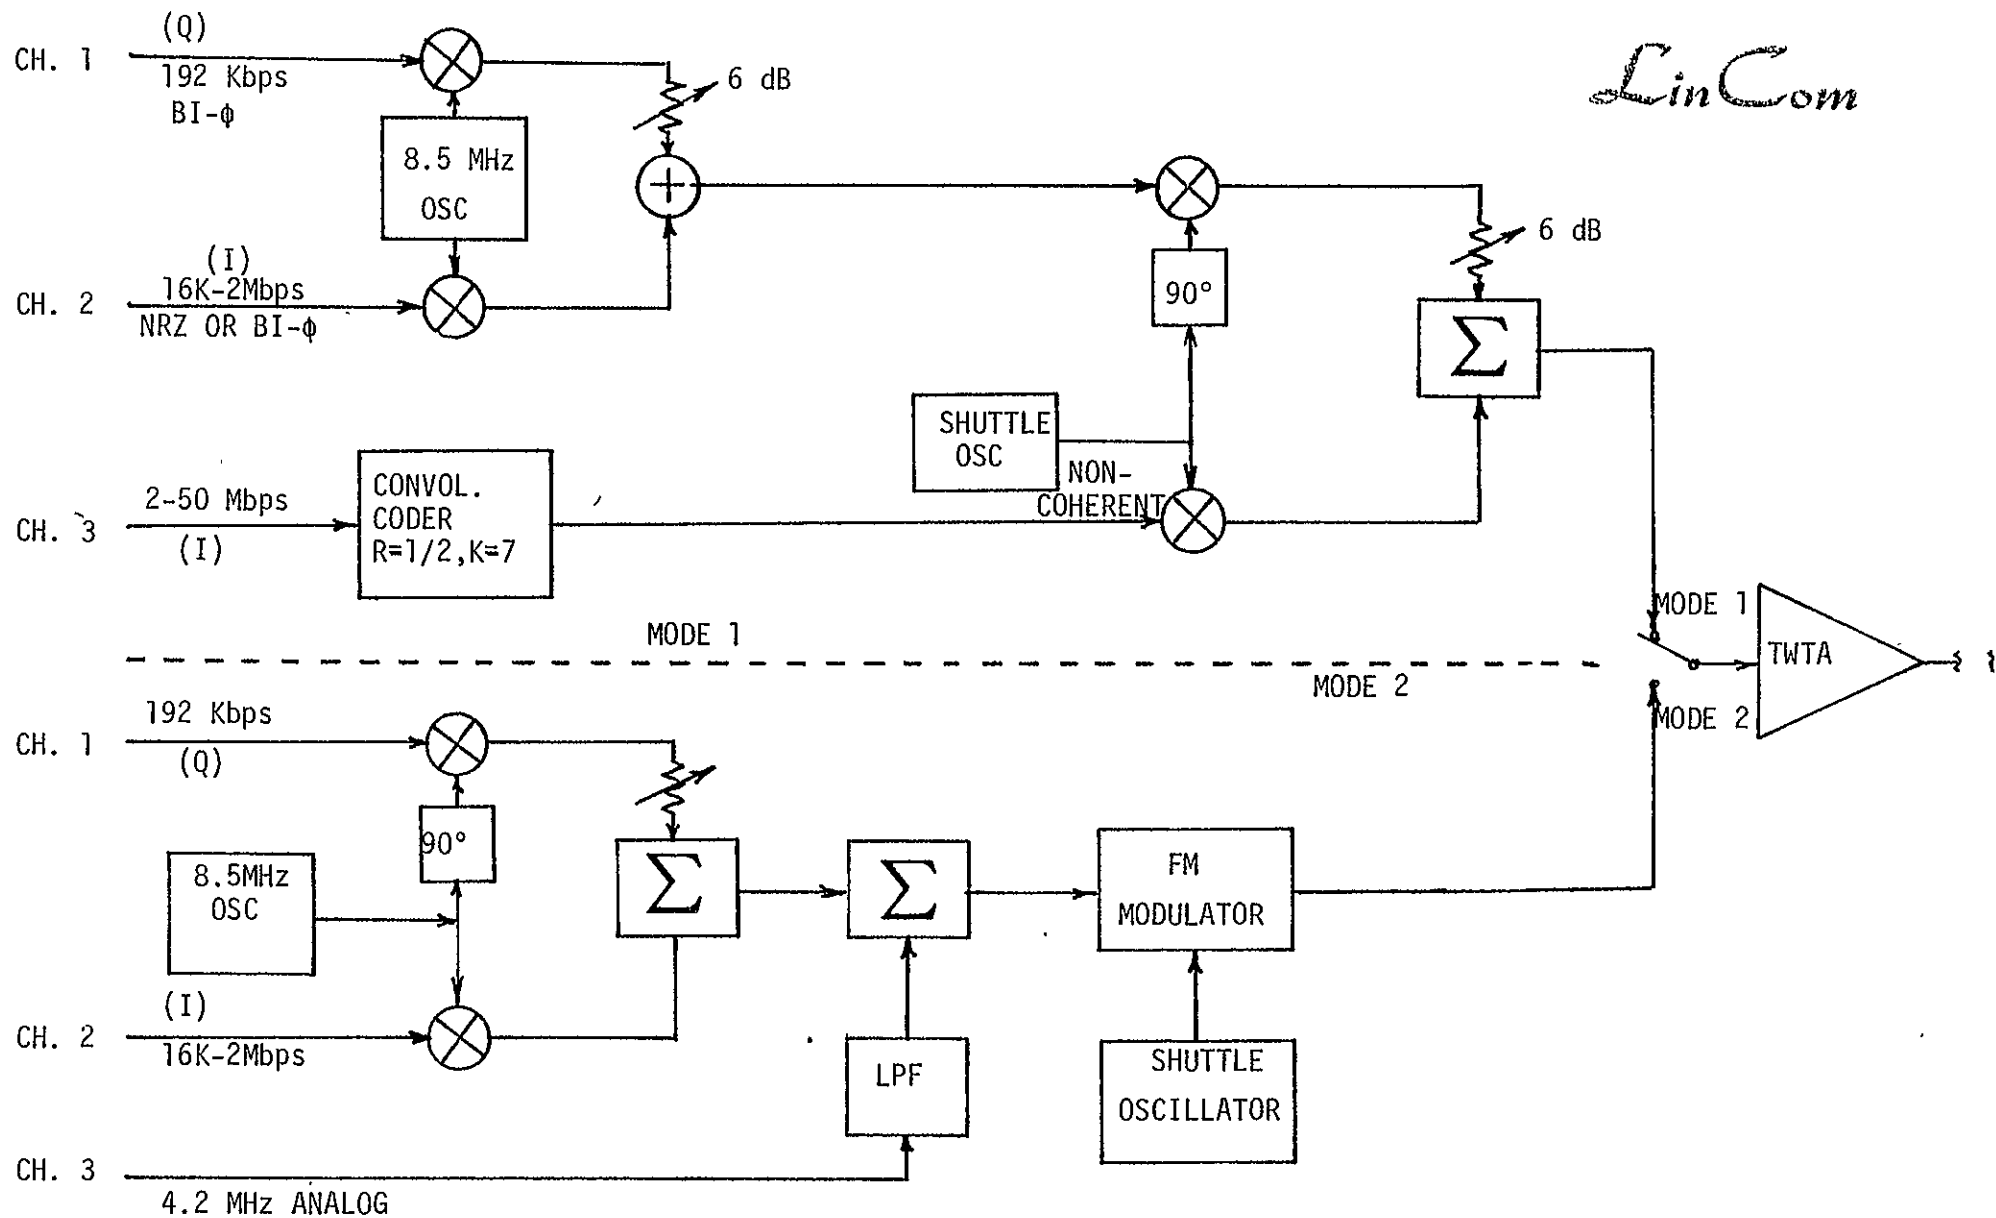 LinCom
(Q)
CH. 1
192 Kbps
BI-ϕ
6 dB
8.5 MHz
OSC
(I)
16K-2Mbps
CH. 2
NRZ OR BI-ϕ
6 dB
90°
Σ
SHUTTLE
OSC
NON-
COHERENT
2-50 Mbps
CH. 3
(I)
CONVOL.
CODER
R=1/2,K=7
MODE 1
MODE 2
MODE 1
TWTA
MODE 2
192 Kbps
CH. 1
(Q)
90°
8.5MHz
OSC
Σ
Σ
FM
MODULATOR
(I)
CH. 2
16K-2Mbps
LPF
SHUTTLE
OSCILLATOR
CH. 3
4.2 MHz ANALOG